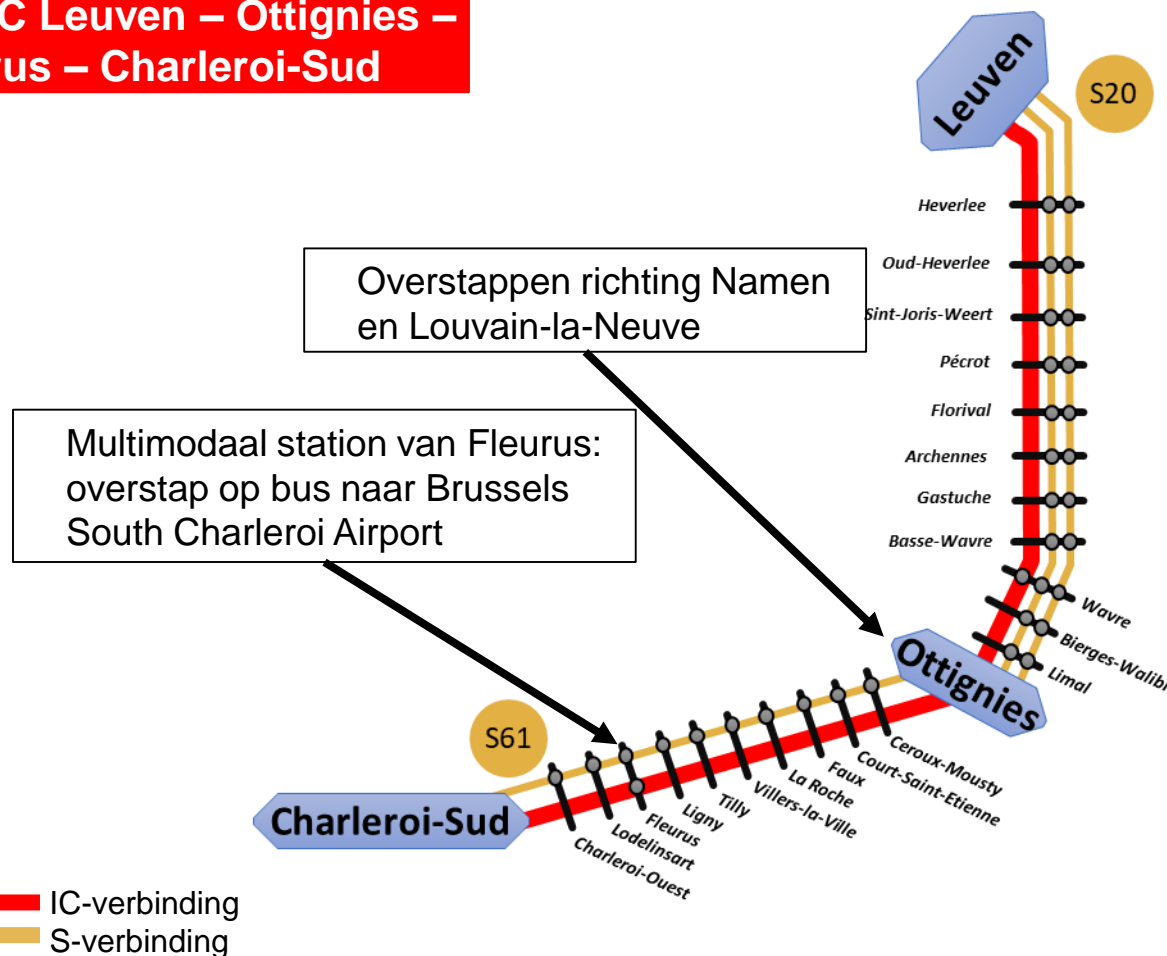 C Leuven – Ottignies –
us – Charleroi-Sud
Leuven
S20
Heverlee
Oud-Heverlee
Sint-Joris-Weert
Pécrot
Florival
Archennes
Gastuche
Basse-Wavre
Wavre
Bierges-Walibi
Limal
Overstappen richting Namen
en Louvain-la-Neuve
Multimodaal station van Fleurus:
overstap op bus naar Brussels
South Charleroi Airport
Ottignies
S61
Ceroux-Mousty
Court-Saint-Etienne
Faux
La Roche
Villers-la-Ville
Tilly
Ligny
Fleurus
Lodelinsart
Charleroi-Ouest
Charleroi-Sud
IC-verbinding
S-verbinding